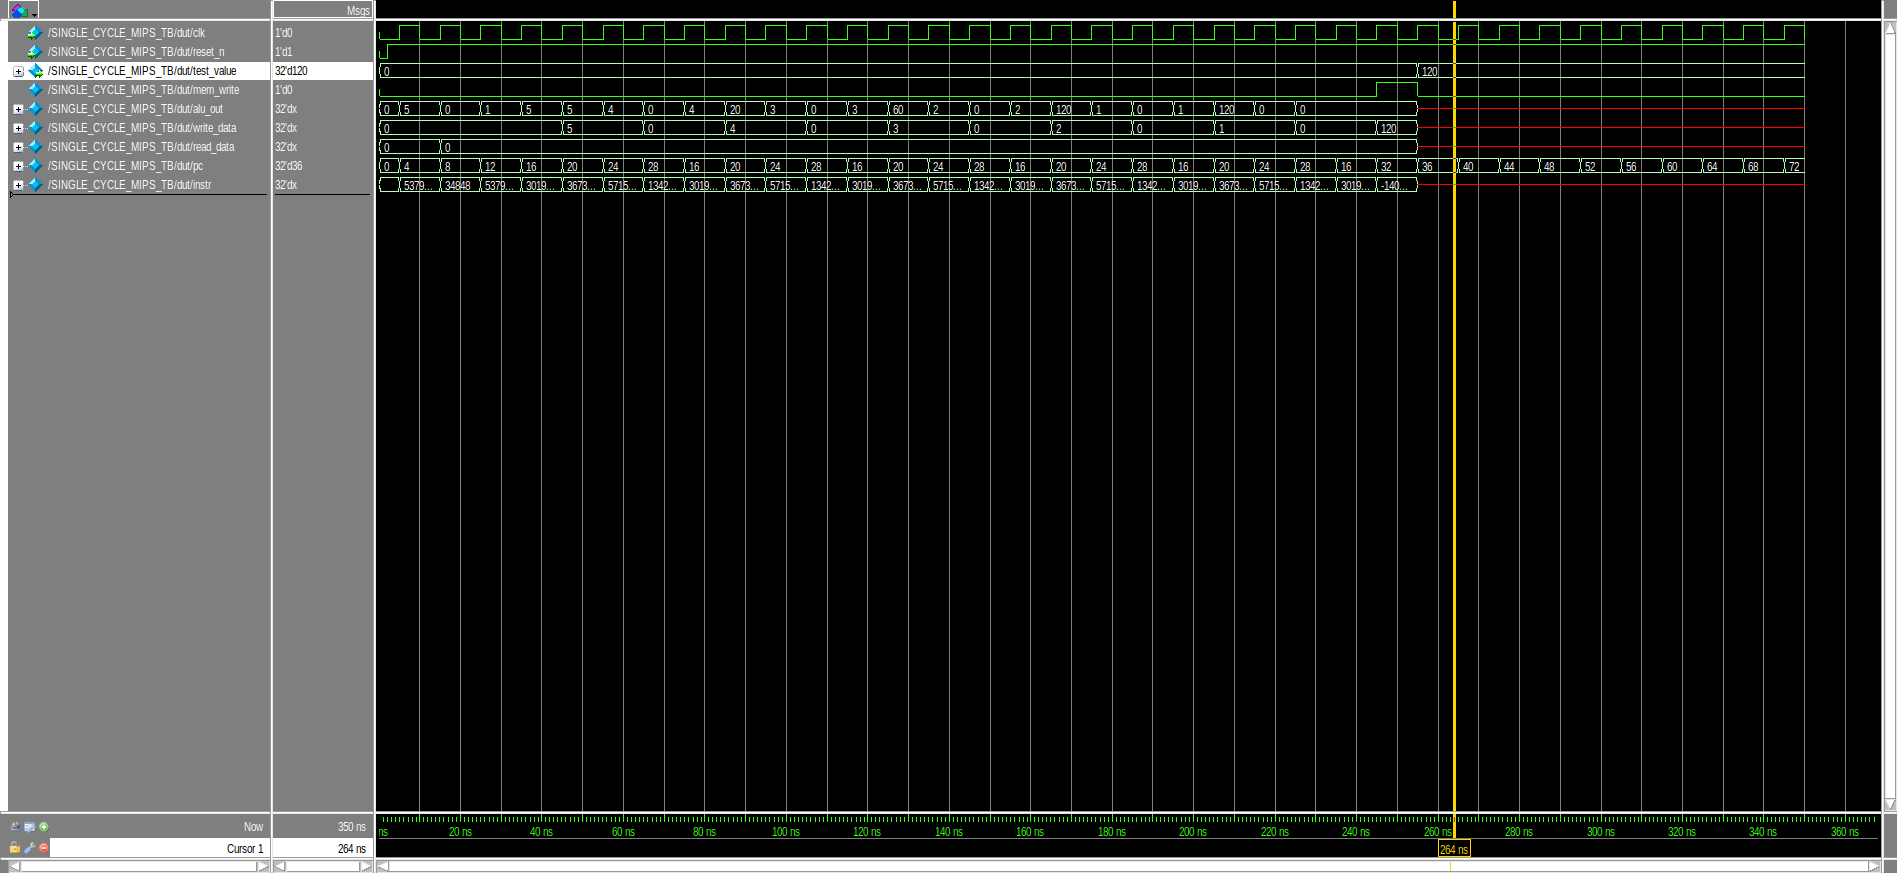 Msgs
/SINGLE_CYCLE_MIPS_TB/dut/clk 1'd0
/SINGLE_CYCLE_MIPS_TB/dut/reset_n 1'd1
/SINGLE_CYCLE_MIPS_TB/dut/test_value 32'd120 0 120
/SINGLE_CYCLE_MIPS_TB/dut/mem_write 1'd0
/SINGLE_CYCLE_MIPS_TB/dut/alu_out 32'dx 0 5 0 1 5 5 4 0 4 20 3 0 3 60 2 0 2 120 1 0 1 120 0 0
/SINGLE_CYCLE_MIPS_TB/dut/write_data 32'dx 0 5 0 4 0 3 0 2 0 1 0 120
/SINGLE_CYCLE_MIPS_TB/dut/read_data 32'dx 0 0
/SINGLE_CYCLE_MIPS_TB/dut/pc 32'd36 0 4 8 12 16 20 24 28 16 20 24 28 16 20 24 28 16 20 24 28 16 20 24 28 16 32 36 40 44 48 52 56 60 64 68 72
/SINGLE_CYCLE_MIPS_TB/dut/instr 32'dx 5379... 34848 5379... 3019... 3673... 5715... 1342... 3019... 3673... 5715... 1342... 3019... 3673... 5715... 1342... 3019... 3673... 5715... 1342... 3019... 3673... 5715... 1342... 3019... -140...
Now 350 ns ns 20 ns 40 ns 60 ns 80 ns 100 ns 120 ns 140 ns 160 ns 180 ns 200 ns 220 ns 240 ns 260 ns 280 ns 300 ns 320 ns 340 ns 360 ns
Cursor 1 264 ns 264 ns